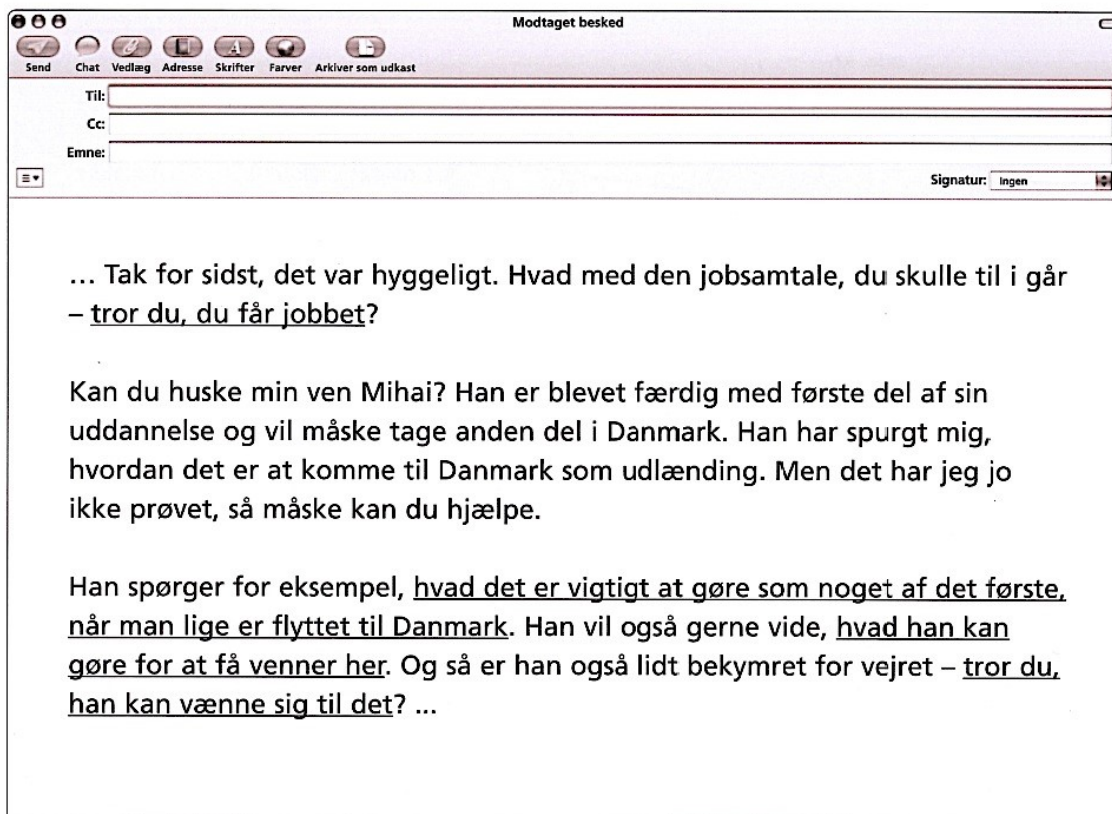 Modtaget besked
Send Chat Vedlæg Adresse Skrifter Farver Arkiver som udkast
Til:
Cc:
Emne:
Signatur: Ingen
... Tak for sidst, det var hyggeligt. Hvad med den jobsamtale, du skulle til i går
– tror du, du får jobbet?
Kan du huske min ven Mihai? Han er blevet færdig med første del af sin
uddannelse og vil måske tage anden del i Danmark. Han har spurgt mig,
hvordan det er at komme til Danmark som udlænding. Men det har jeg jo
ikke prøvet, så måske kan du hjælpe.
Han spørger for eksempel, hvad det er vigtigt at gøre som noget af det første,
når man lige er flyttet til Danmark. Han vil også gerne vide, hvad han kan
gøre for at få venner her. Og så er han også lidt bekymret for vejret – tror du,
han kan vænne sig til det? ...